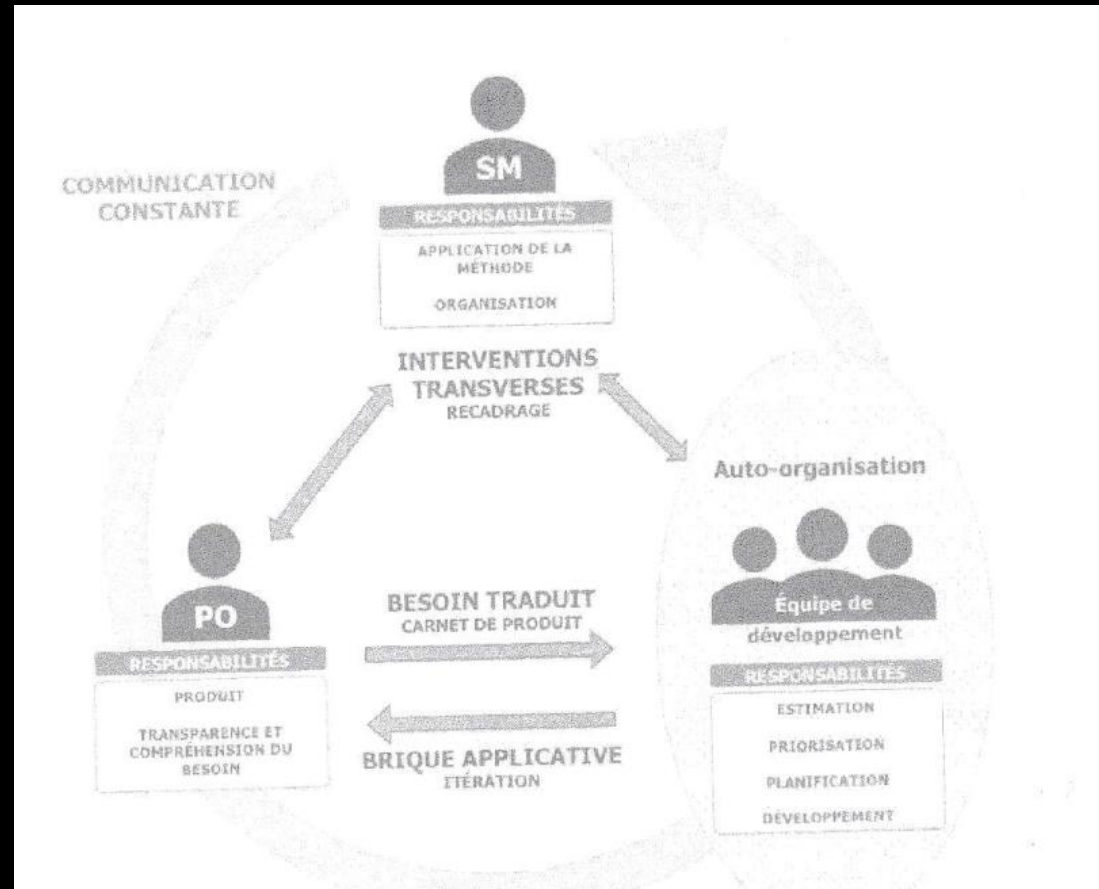 COMMUNICATION
CONSTANTE
SM
RESPONSABILITÉS
APPLICATION DE LA
MÉTHODE
ORGANISATION
INTERVENTIONS
TRANSVERSES
RECADRAGE
Auto-organisation
PO
RESPONSABILITÉS
PRODUIT
TRANSPARENCE ET
COMPRÉHENSION DU
BESOIN
BESOIN TRADUIT
CARNET DE PRODUIT
BRIQUE APPLICATIVE
ITÉRATION
Équipe de
développement
RESPONSABILITÉS
ESTIMATION
PRIORISATION
PLANIFICATION
DÉVELOPPEMENT